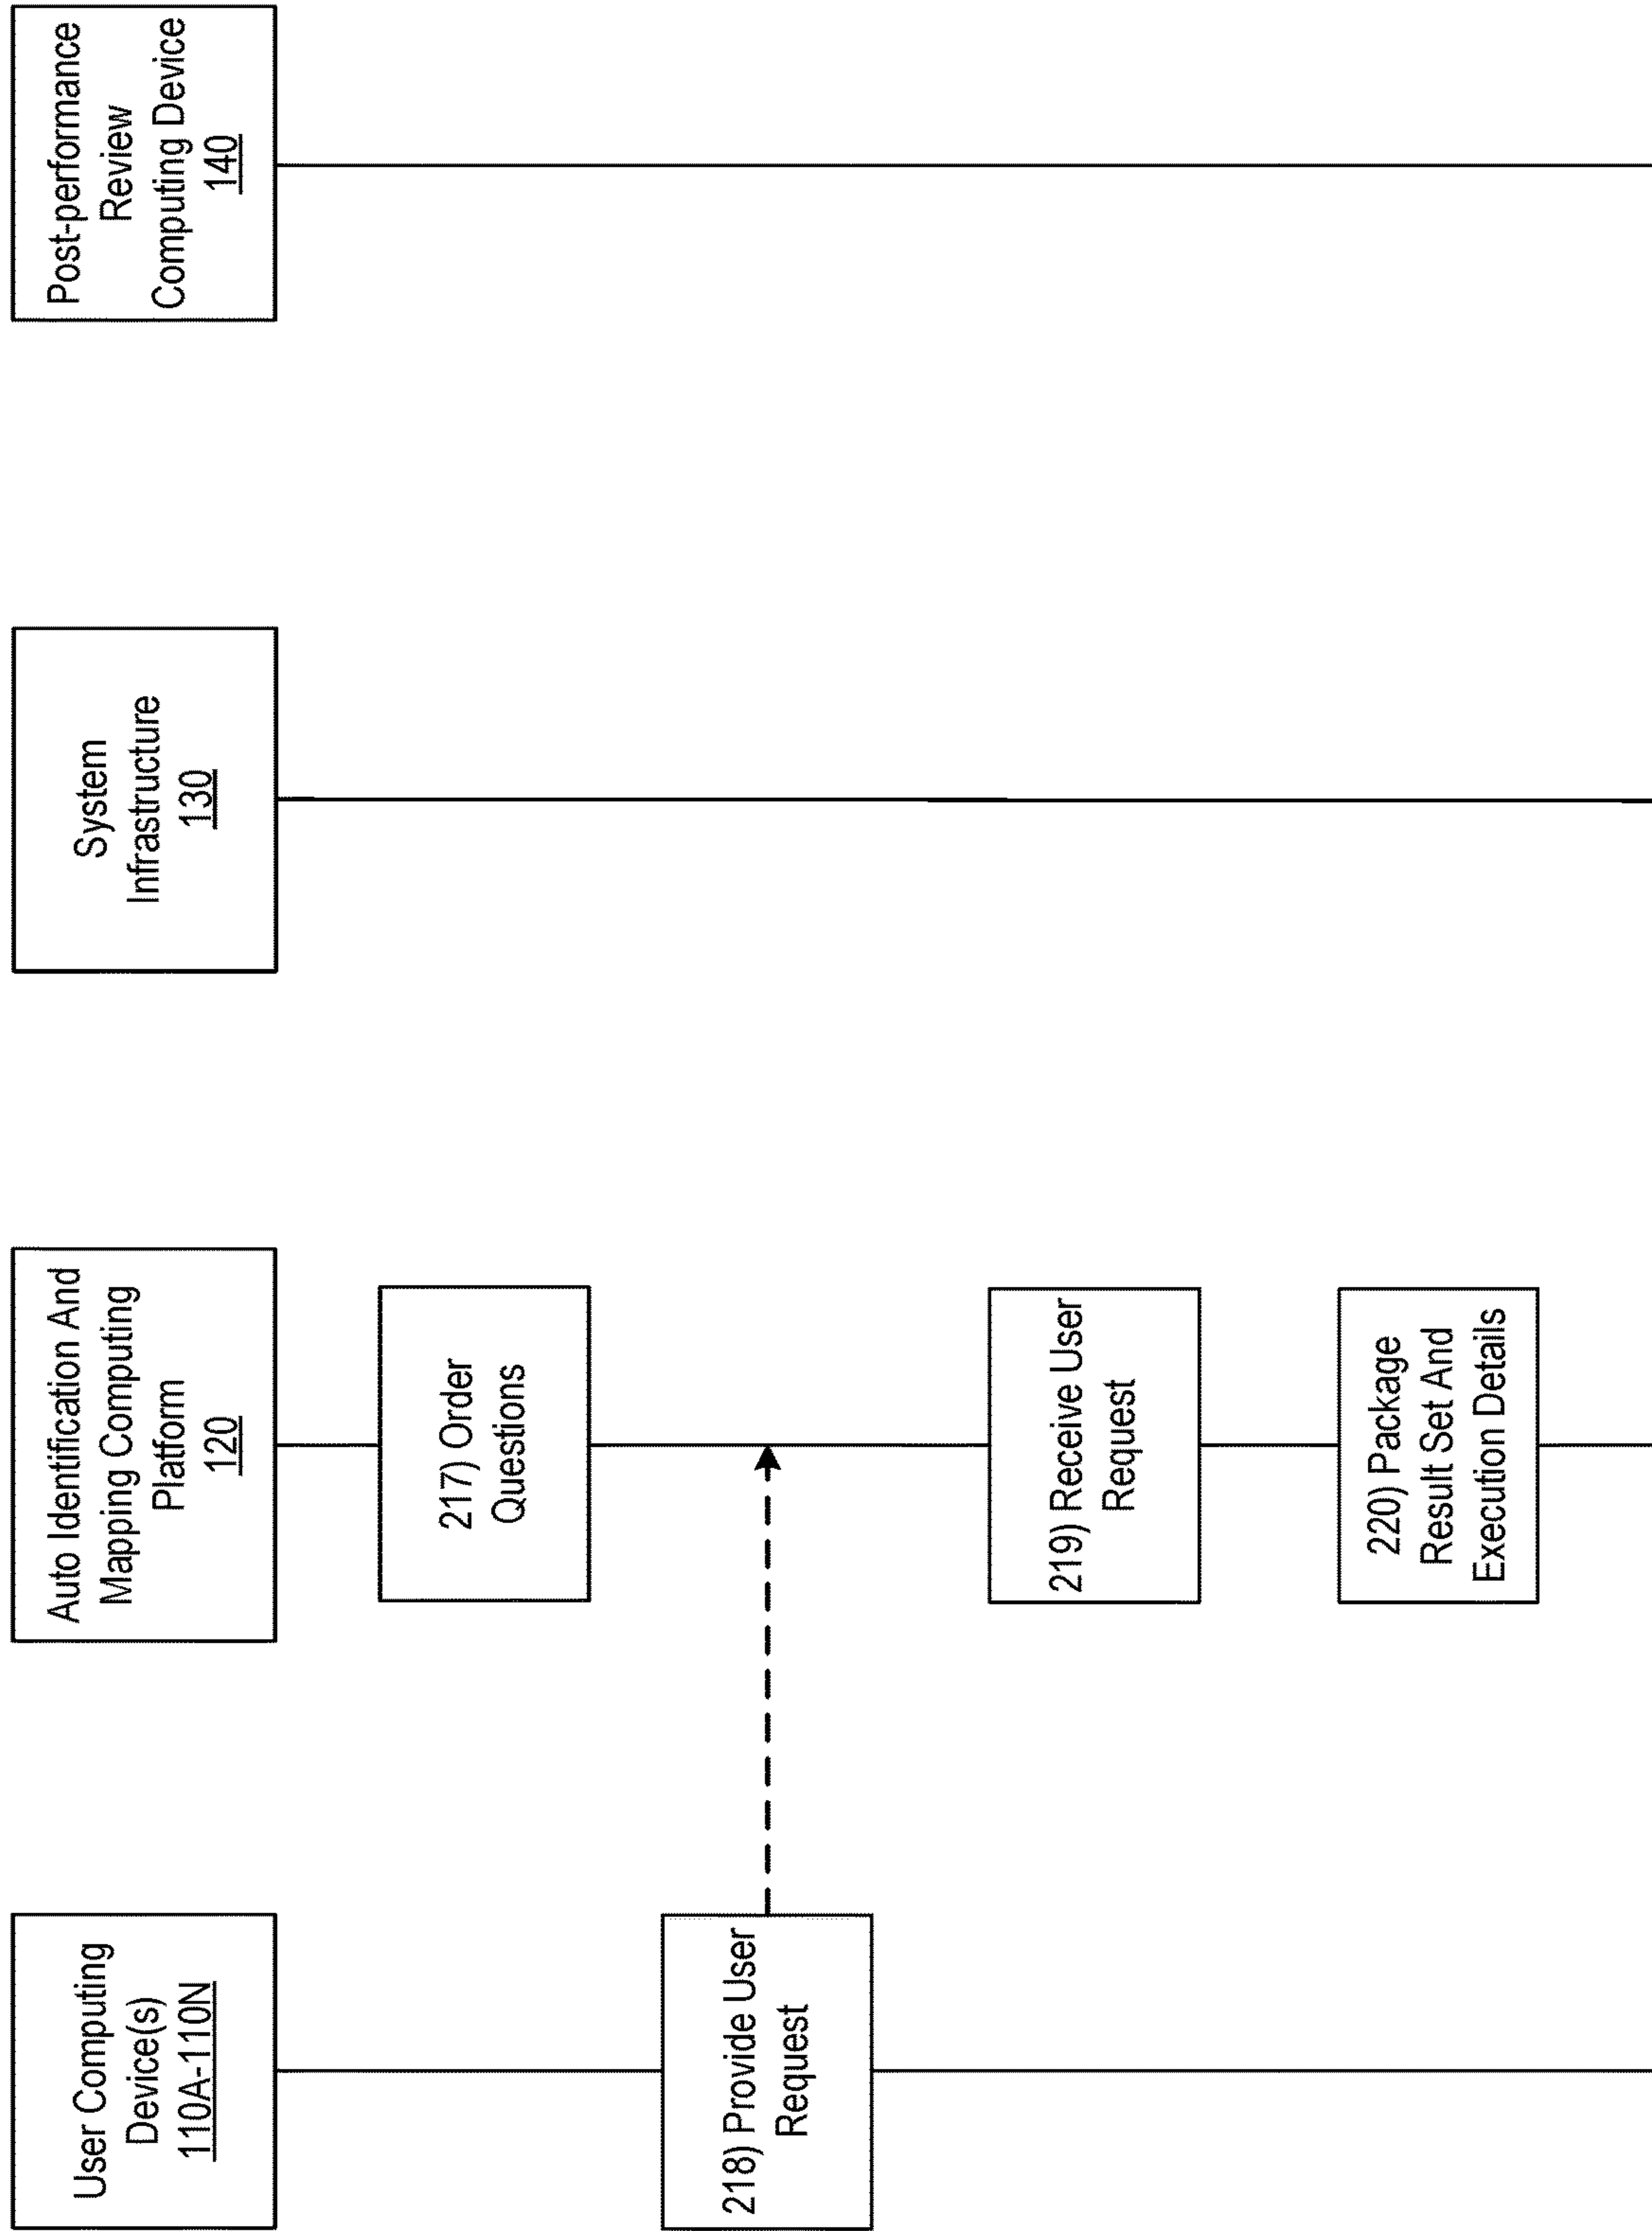 User Computing
Device(s)
110A-110N
Auto Identification And
Mapping Computing
Platform
120
System
Infrastructure
130
Post-performance
Review
Computing Device
140
217) Order
Questions
218) Provide User
Request
219) Receive User
Request
220) Package
Result Set And
Execution Details